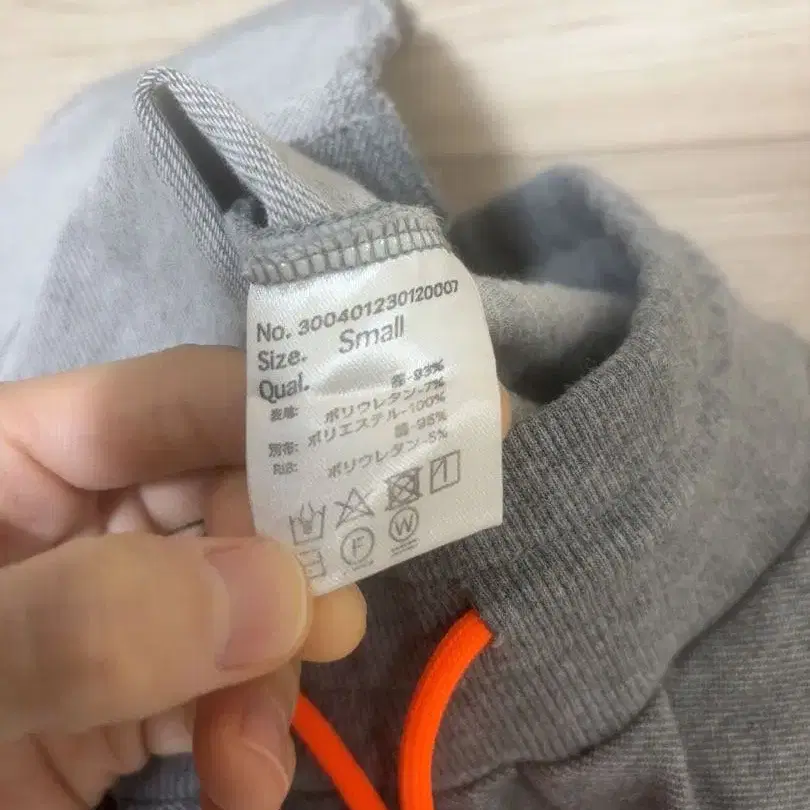 No. 300401230120007
Size. Small
Qual.
綿-93%
表地: ポリウレタン-7%
別布: ポリエステル-100%
綿-95%
RIB: ポリウレタン-5%
F W